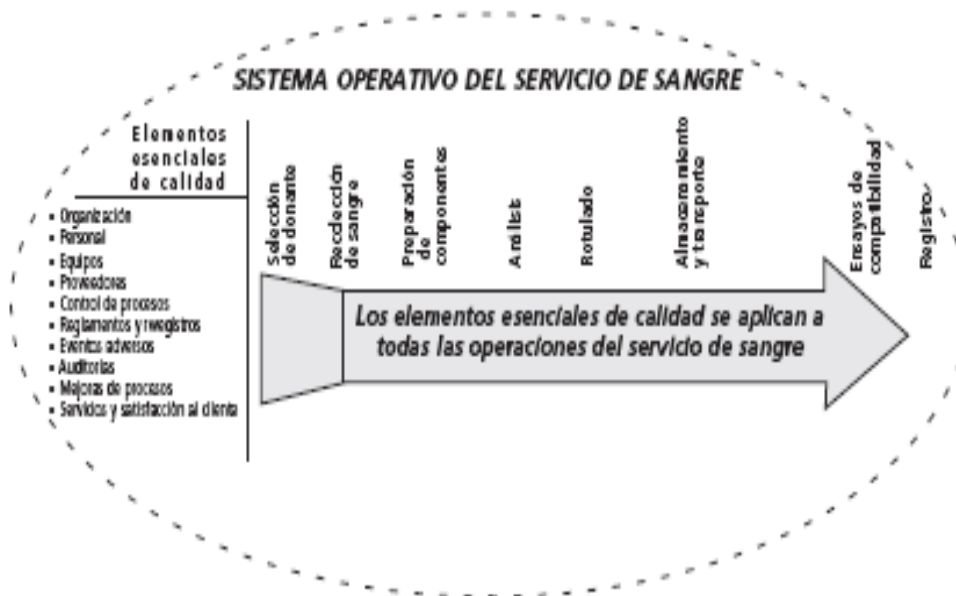 SISTEMA OPERATIVO DEL SERVICIO DE SANGRE
Elementos
esenciales
de calidad
▪ Organización
▪ Personal
▪ Equipos
▪ Proveedores
▪ Control de procesos
▪ Reglamentos y rwegistros
▪ Eventos adversos
▪ Auditorias
▪ Mejoras de procesos
▪ Servicios y satisfacción al cliente
Selección
de donante
Recolección
de sangre
Preparación
de
componentes
Análisis
Rotulado
Almacenamiento
y transporte
Ensayos de
compatibilidad
Registro
Los elementos esenciales de calidad se aplican a
todas las operaciones del servicio de sangre